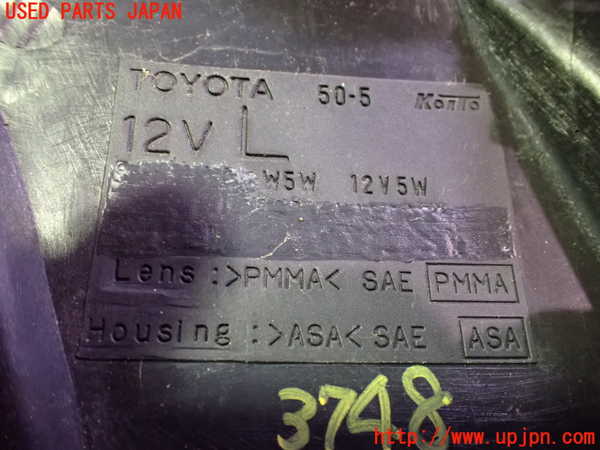 USED PARTS JAPAN
TOYOTA 50-5 Koito
12V L
W5W 12V5W
Lens :>PMMA< SAE PMMA
Housing :>ASA< SAE ASA
3748
http://www.upjpn.com/